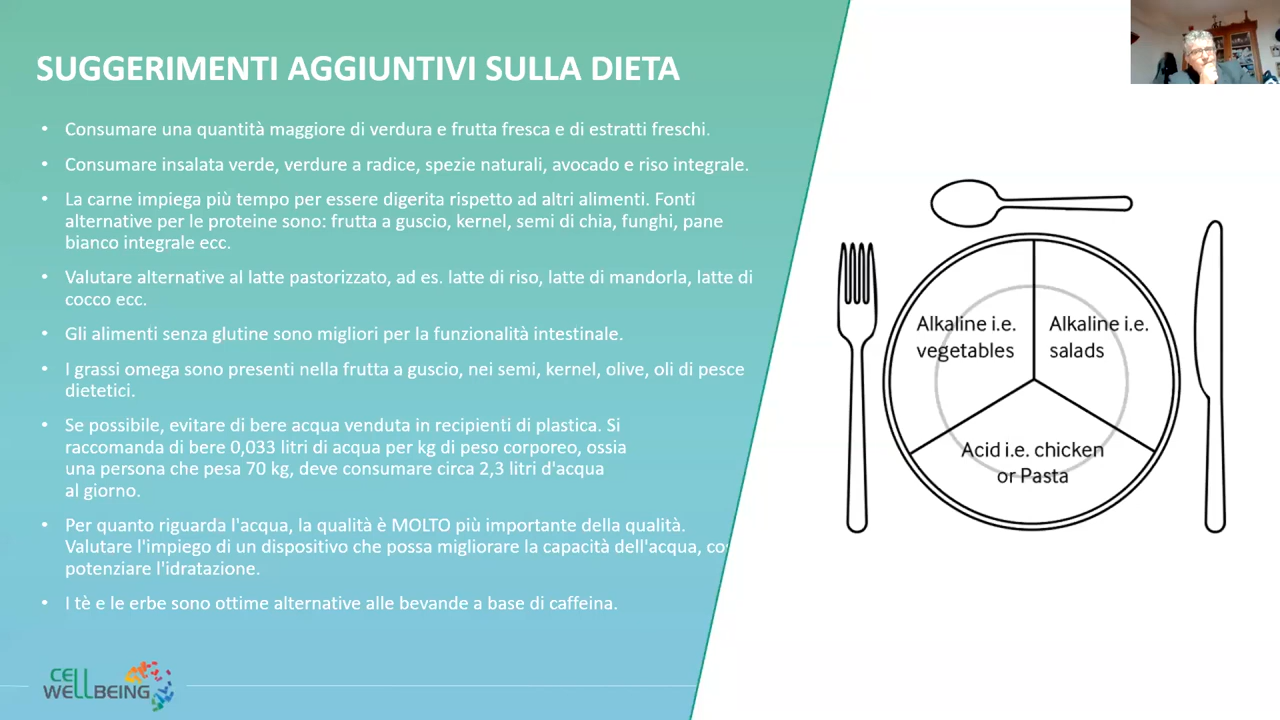 SUGGERIMENTI AGGIUNTIVI SULLA DIETA
• Consumare una quantità maggiore di verdura e frutta fresca e di estratti freschi.
• Consumare insalata verde, verdure a radice, spezie naturali, avocado e riso integrale.
• La carne impiega più tempo per essere digerita rispetto ad altri alimenti. Fonti
alternative per le proteine sono: frutta a guscio, kernel, semi di chia, funghi, pane
bianco integrale ecc.
• Valutare alternative al latte pastorizzato, ad es. latte di riso, latte di mandorla, latte di
cocco ecc.
• Gli alimenti senza glutine sono migliori per la funzionalità intestinale.
• I grassi omega sono presenti nella frutta a guscio, nei semi, kernel, olive, oli di pesce
dietetici.
• Se possibile, evitare di bere acqua venduta in recipienti di plastica. Si
raccomanda di bere 0,033 litri di acqua per kg di peso corporeo, ossia
una persona che pesa 70 kg, deve consumare circa 2,3 litri d'acqua
al giorno.
• Per quanto riguarda l'acqua, la qualità è MOLTO più importante della qualità.
Valutare l'impiego di un dispositivo che possa migliorare la capacità dell'acqua,
potenziare l'idratazione.
• I tè e le erbe sono ottime alternative alle bevande a base di caffeina.
CELL
WELLBEING
Alkaline i.e.
vegetables
Alkaline i.e.
salads
Acid i.e. chicken
or Pasta